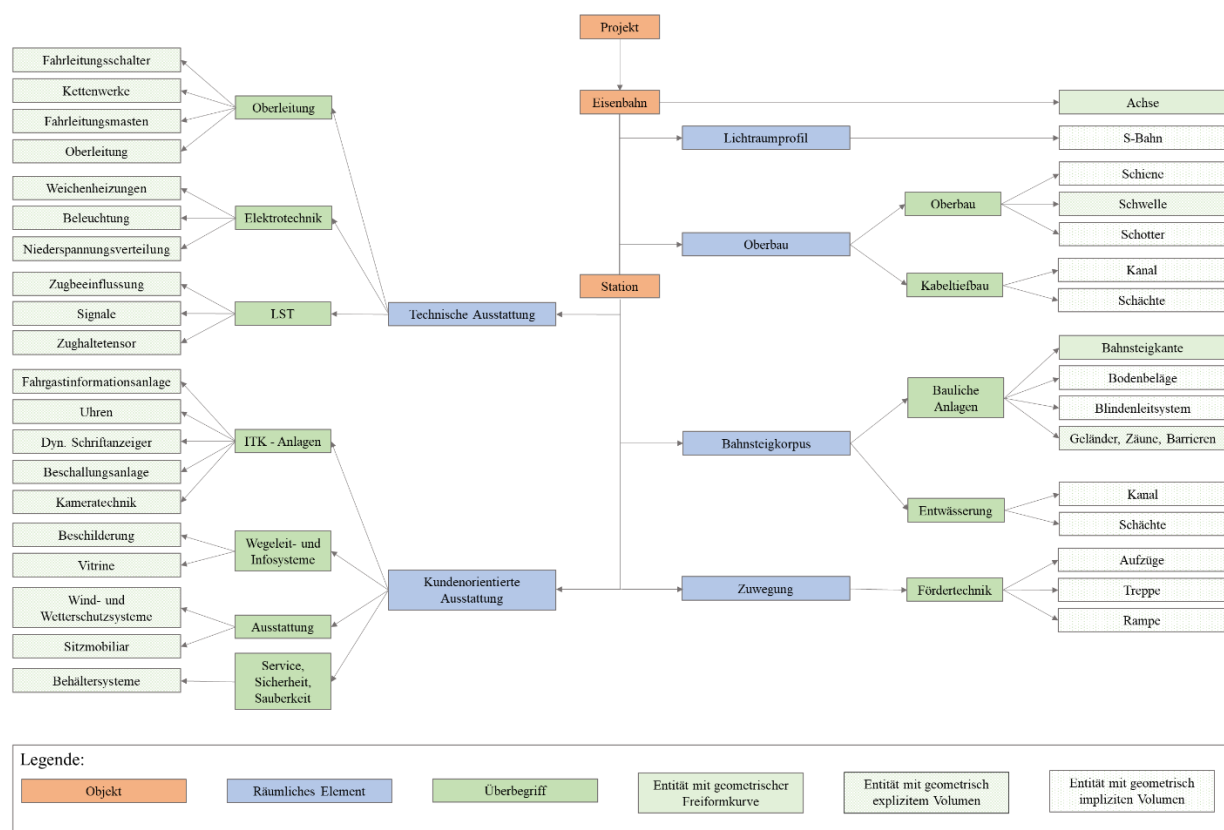 Projekt
Eisenbahn
Station
Fahrleitungsschalter
Kettenwerke
Fahrleitungsmasten
Oberleitung
Oberleitung
Weichenheizungen
Beleuchtung
Niederspannungsverteilung
Elektrotechnik
Zugbeeinflussung
Signale
Zughaltetensor
LST
Technische Ausstattung
Fahrgastinformationsanlage
Uhren
Dyn. Schriftanzeiger
Beschallungsanlage
Kameratechnik
ITK - Anlagen
Beschilderung
Vitrine
Wegeleit- und
Infosysteme
Wind- und
Wetterschutzsysteme
Sitzmobiliar
Ausstattung
Behältersysteme
Service,
Sicherheit,
Sauberkeit
Kundenorientierte
Ausstattung
Achse
Lichtraumprofil
S-Bahn
Oberbau
Oberbau
Schiene
Schwelle
Schotter
Kabeltiefbau
Kanal
Schächte
Bahnsteigkorpus
Bauliche
Anlagen
Bahnsteigkante
Bodenbeläge
Blindenleitsystem
Geländer, Zäune, Barrieren
Entwässerung
Kanal
Schächte
Zuwegung
Fördertechnik
Aufzüge
Treppe
Rampe
Legende:
Objekt
Räumliches Element
Überbegriff
Entität mit geometrischer
Freiformkurve
Entität mit geometrisch
explizitem Volumen
Entität mit geometrisch
impliziten Volumen